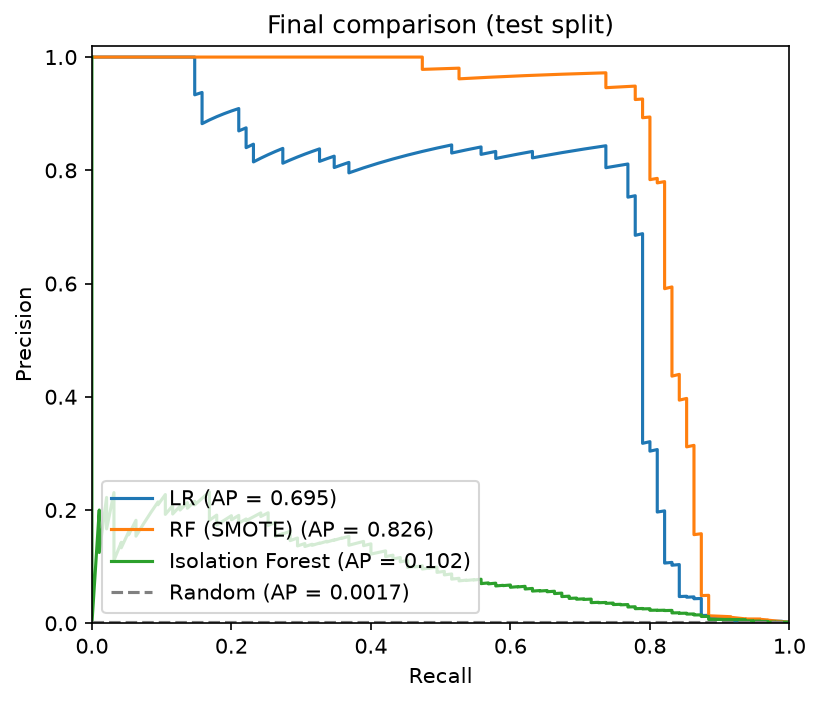 Final comparison (test split)
1.0
0.8
0.6
0.4
0.2
0.0
Precision
LR (AP = 0.695)
RF (SMOTE) (AP = 0.826)
Isolation Forest (AP = 0.102)
Random (AP = 0.0017)
0.0 0.2 0.4 0.6 0.8 1.0
Recall